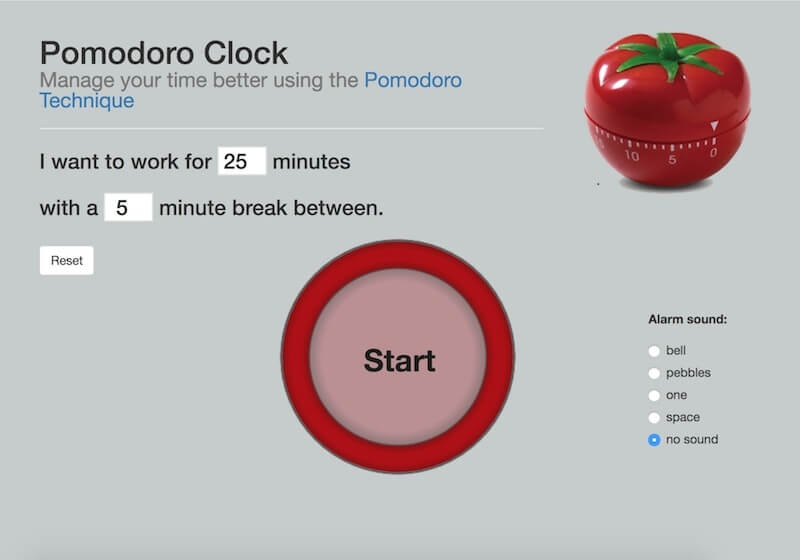 Pomodoro Clock
Manage your time better using the Pomodoro
Technique
I want to work for 25 minutes
with a 5 minute break between.
Reset
10 5 0
Start
Alarm sound:
bell
pebbles
one
space
no sound